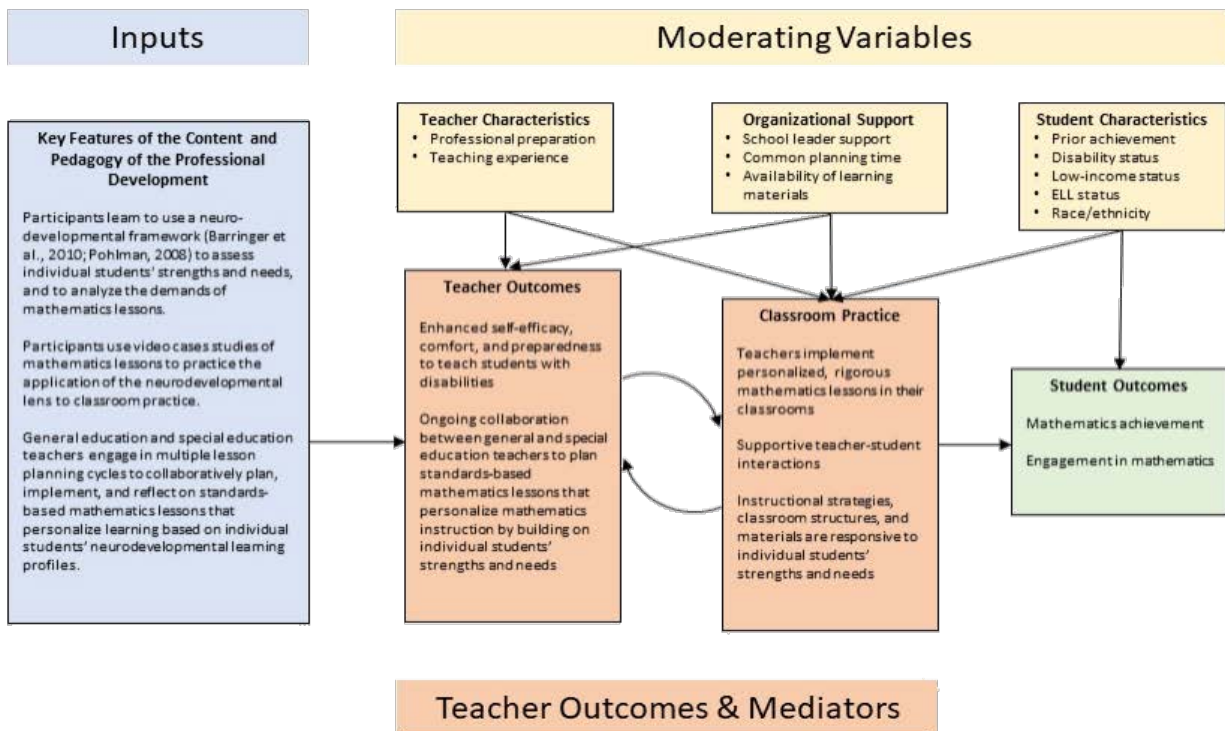 Inputs
Moderating Variables
Key Features of the Content and
Pedagogy of the Professional
Development
Participants learn to use a neuro-
developmental framework (Barringer
et al., 2010; Pohlman, 2008) to assess
individual students' strengths and needs,
and to analyze the demands of
mathematics lessons.
Participants use video cases studies of
mathematics lessons to practice the
application of the neurodevelopmental
lens to classroom practice.
General education and special education
teachers engage in multiple lesson
planning cycles to collaboratively plan,
implement, and reflect on standards-
based mathematics lessons that
personalize learning based on individual
students' neurodevelopmental learning
profiles.
Teacher Characteristics
• Professional preparation
• Teaching experience
Organizational Support
• School leader support
• Common planning time
• Availability of learning
materials
Student Characteristics
• Prior achievement
• Disability status
• Low-income status
• ELL status
• Race/ethnicity
Teacher Outcomes
Enhanced self-efficacy,
comfort, and preparedness
to teach students with
disabilities
Ongoing collaboration
between general and special
education teachers to plan
standards-based
mathematics lessons that
personalize mathematics
instruction by building on
individual students'
strengths and needs
Classroom Practice
Teachers implement
personalized, rigorous
mathematics lessons in their
classrooms
Supportive teacher-student
interactions
Instructional strategies,
classroom structures, and
materials are responsive to
individual students'
strengths and needs
Student Outcomes
Mathematics achievement
Engagement in mathematics
Teacher Outcomes & Mediators